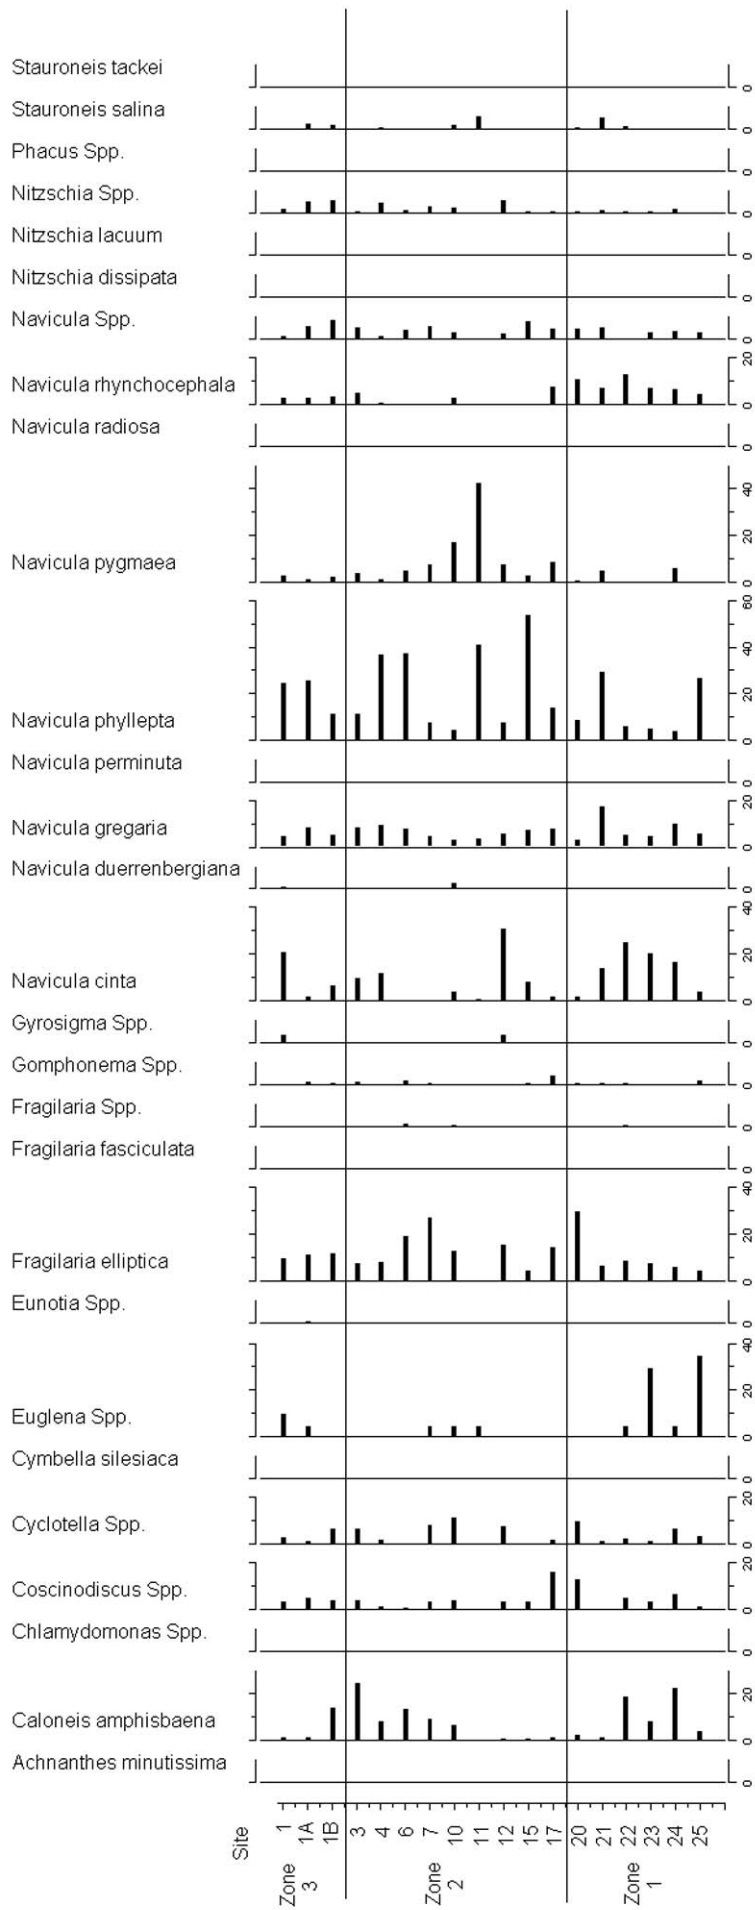 Stauroneis tackei
0
Stauroneis salina
0
Phacus Spp.
0
Nitzschia Spp.
0
Nitzschia lacuum
0
Nitzschia dissipata
0
Navicula Spp.
0
20
Navicula rhynchocephala
0
Navicula radiosa
0
40
20
Navicula pygmaea
0
60
40
20
Navicula phyllepta
0
Navicula perminuta
0
20
Navicula gregaria
0
Navicula duerrenbergiana
0
40
20
Navicula cinta
0
Gyrosigma Spp.
0
Gomphonema Spp.
0
Fragilaria Spp.
0
Fragilaria fasciculata
0
40
20
Fragilaria elliptica
0
Eunotia Spp.
0
40
20
Euglena Spp.
0
Cymbella silesiaca
0
20
Cyclotella Spp.
0
20
Coscinodiscus Spp.
0
Chlamydomonas Spp.
0
20
Caloneis amphisbaena
0
Achnanthes minutissima
0
Site 1 1A 1B 3 4 6 7 10 11 12 15 17 20 21 22 23 24 25
Zone Zone Zone
3 2 1